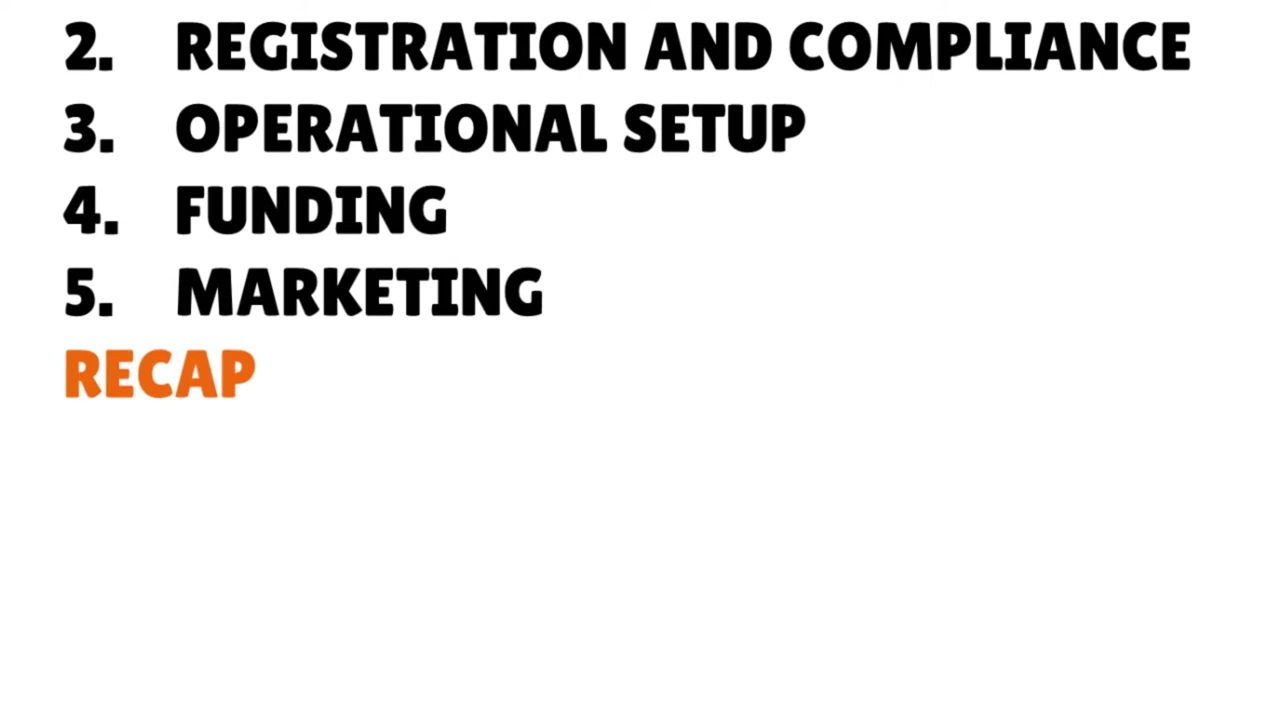 2. REGISTRATION AND COMPLIANCE
3. OPERATIONAL SETUP
4. FUNDING
5. MARKETING
RECAP